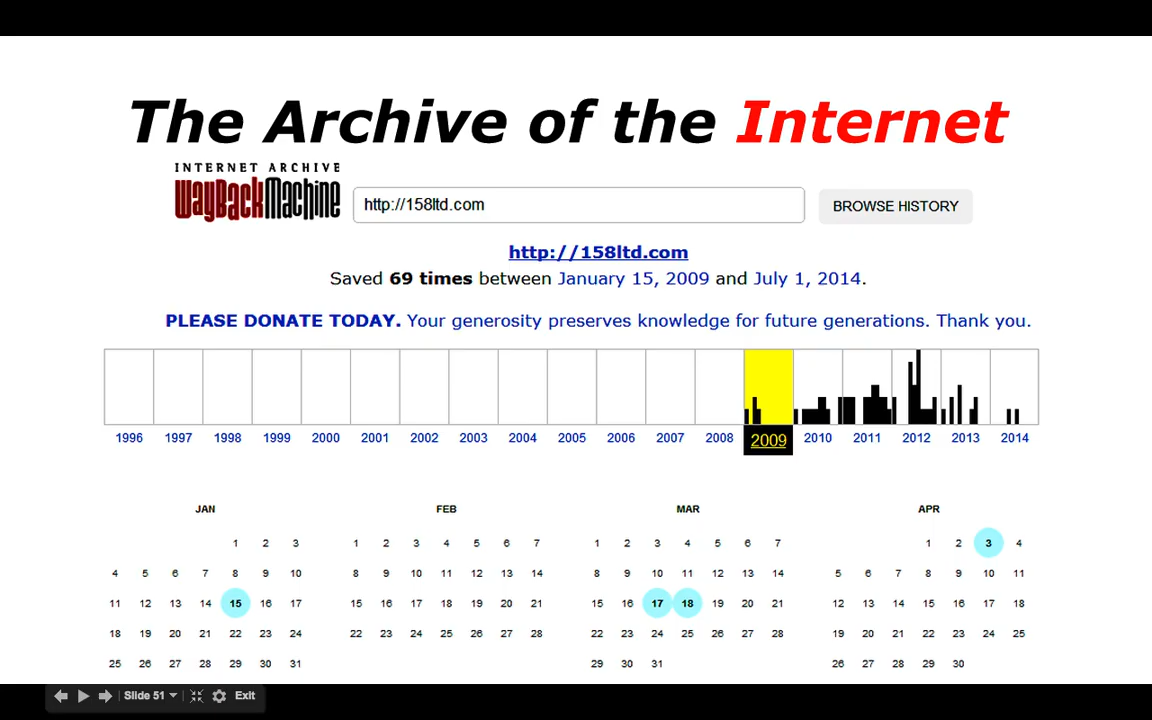 The Archive of the Internet
INTERNET ARCHIVE
WayBackMachine
http://158ltd.com
BROWSE HISTORY
http://158ltd.com
Saved 69 times between January 15, 2009 and July 1, 2014.
PLEASE DONATE TODAY. Your generosity preserves knowledge for future generations. Thank you.
1996 1997 1998 1999 2000 2001 2002 2003 2004 2005 2006 2007 2008 2009 2010 2011 2012 2013 2014
JAN
1 2 3
4 5 6 7 8 9 10
11 12 13 14 15 16 17
18 19 20 21 22 23 24
25 26 27 28 29 30 31
FEB
1 2 3 4 5 6 7
8 9 10 11 12 13 14
15 16 17 18 19 20 21
22 23 24 25 26 27 28
MAR
1 2 3 4 5 6 7
8 9 10 11 12 13 14
15 16 17 18 19 20 21
22 23 24 25 26 27 28
29 30 31
APR
1 2 3 4
5 6 7 8 9 10 11
12 13 14 15 16 17 18
19 20 21 22 23 24 25
26 27 28 29 30
Slide 51 Exit